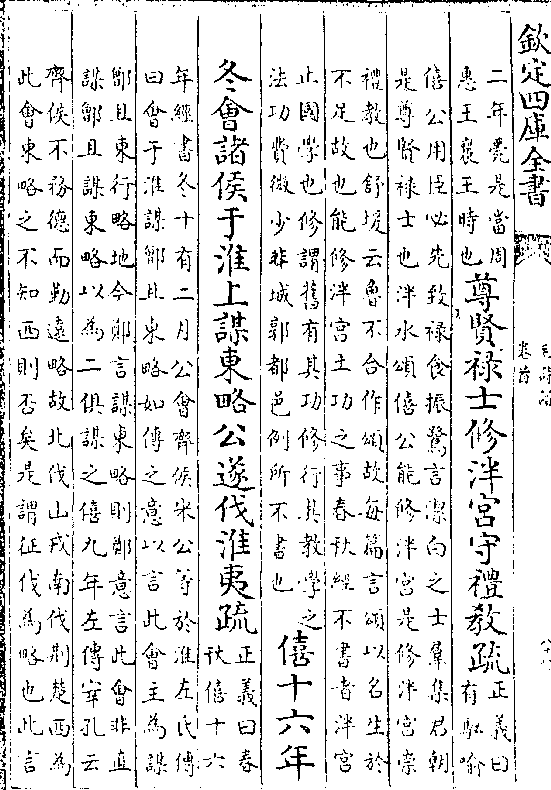 欽定四庫全書
卷首
二年薨是當周
惠王襄王時也
尊賢禄士修泮宮守禮教疏
正義曰
有駜喻
僖公用臣必先致禄食振鷺言潔白之士羣集君朝
是尊賢禄士也泮水頌僖公能修泮宮是修泮宮崇
禮教也舒瑗云魯不合作頌故每篇言頌以名生於
不足故也能修泮宮土功之事春秋經不書者泮宮
止國學也修謂舊有其功修行其教學之
法功費微少非城郭都邑例所不書也
僖十六年
冬會諸侯于淮上謀東略公遂伐淮夷疏
正義曰春
秋僖十六
年經書冬十有二月公會齊侯宋公等於淮左氏傳
曰會于淮謀鄫且東略如傳之意以言此會主為謀
鄫且東行略地今鄭言謀東略則鄭意言此會非直
謀鄫且謀東略以為二俱謀之僖九年左傳宰孔云
齊侯不務德而勤遠略故北伐山戎南伐荆楚西為
此會東略之不知西則否矣是謂征伐為略也此言